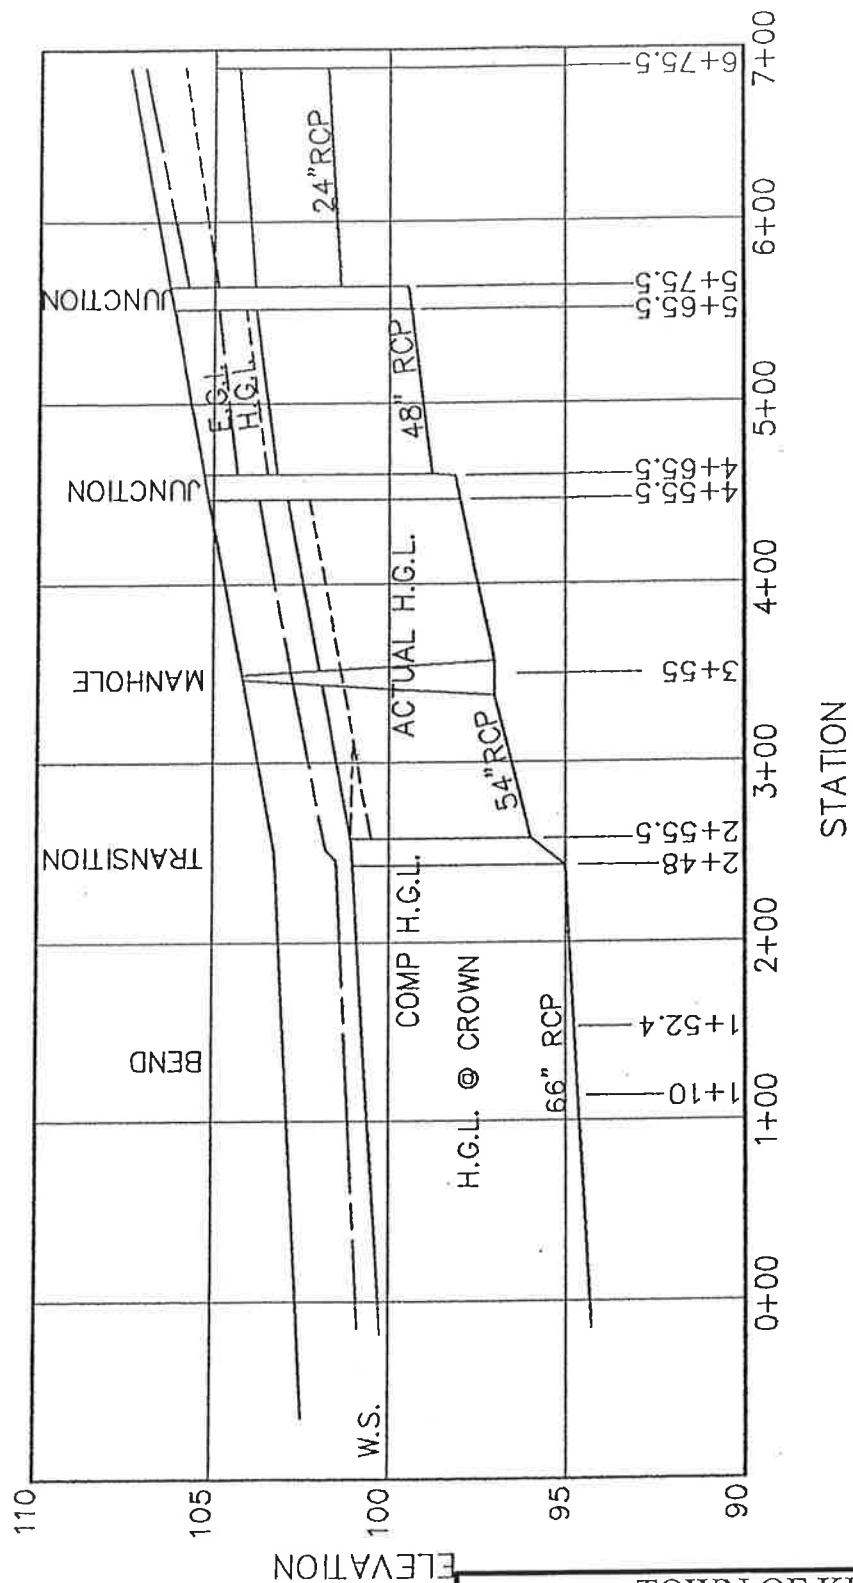 BEND
TRANSITION
MANHOLE
JUNCTION
JUNCTION
110
105
100
95
90
ELEVATION
W.S.
E.G.L.
H.G.L.
COMP H.G.L.
ACTUAL H.G.L.
H.G.L. @ CROWN
66" RCP
54"RCP
48" RCP
24"RCP
1+10
1+52.4
2+48
2+55.5
3+55
4+55.5
4+65.5
5+65.5
5+75.5
6+75.5
0+00
1+00
2+00
3+00
4+00
5+00
6+00
7+00
STATION